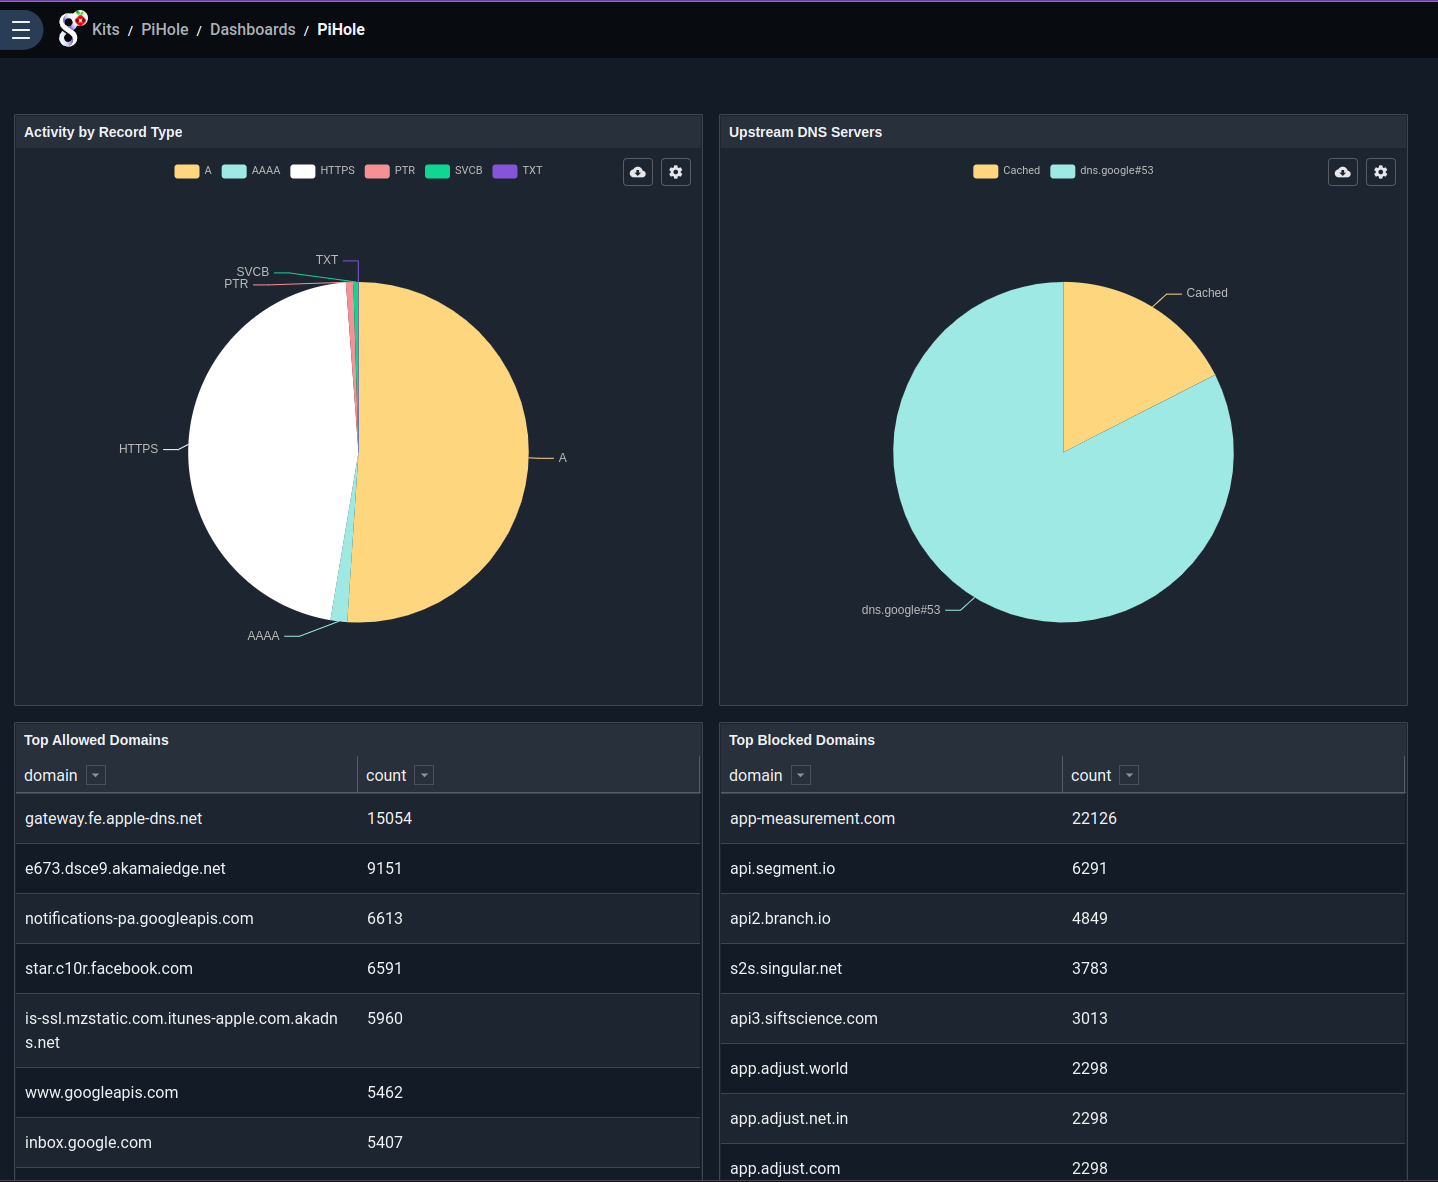 Kits / PiHole / Dashboards / PiHole
Activity by Record Type
A AAAA HTTPS PTR SVCB TXT
TXT
SVCB
PTR
HTTPS
A
AAAA
Upstream DNS Servers
Cached dns.google#53
Cached
dns.google#53
Top Allowed Domains
domain count
gateway.fe.apple-dns.net 15054
e673.dsce9.akamaiedge.net 9151
notifications-pa.googleapis.com 6613
star.c10r.facebook.com 6591
is-ssl.mzstatic.com.itunes-apple.com.akadn 5960
s.net
www.googleapis.com 5462
inbox.google.com 5407
Top Blocked Domains
domain count
app-measurement.com 22126
api.segment.io 6291
api2.branch.io 4849
s2s.singular.net 3783
api3.siftscience.com 3013
app.adjust.world 2298
app.adjust.net.in 2298
app.adjust.com 2298